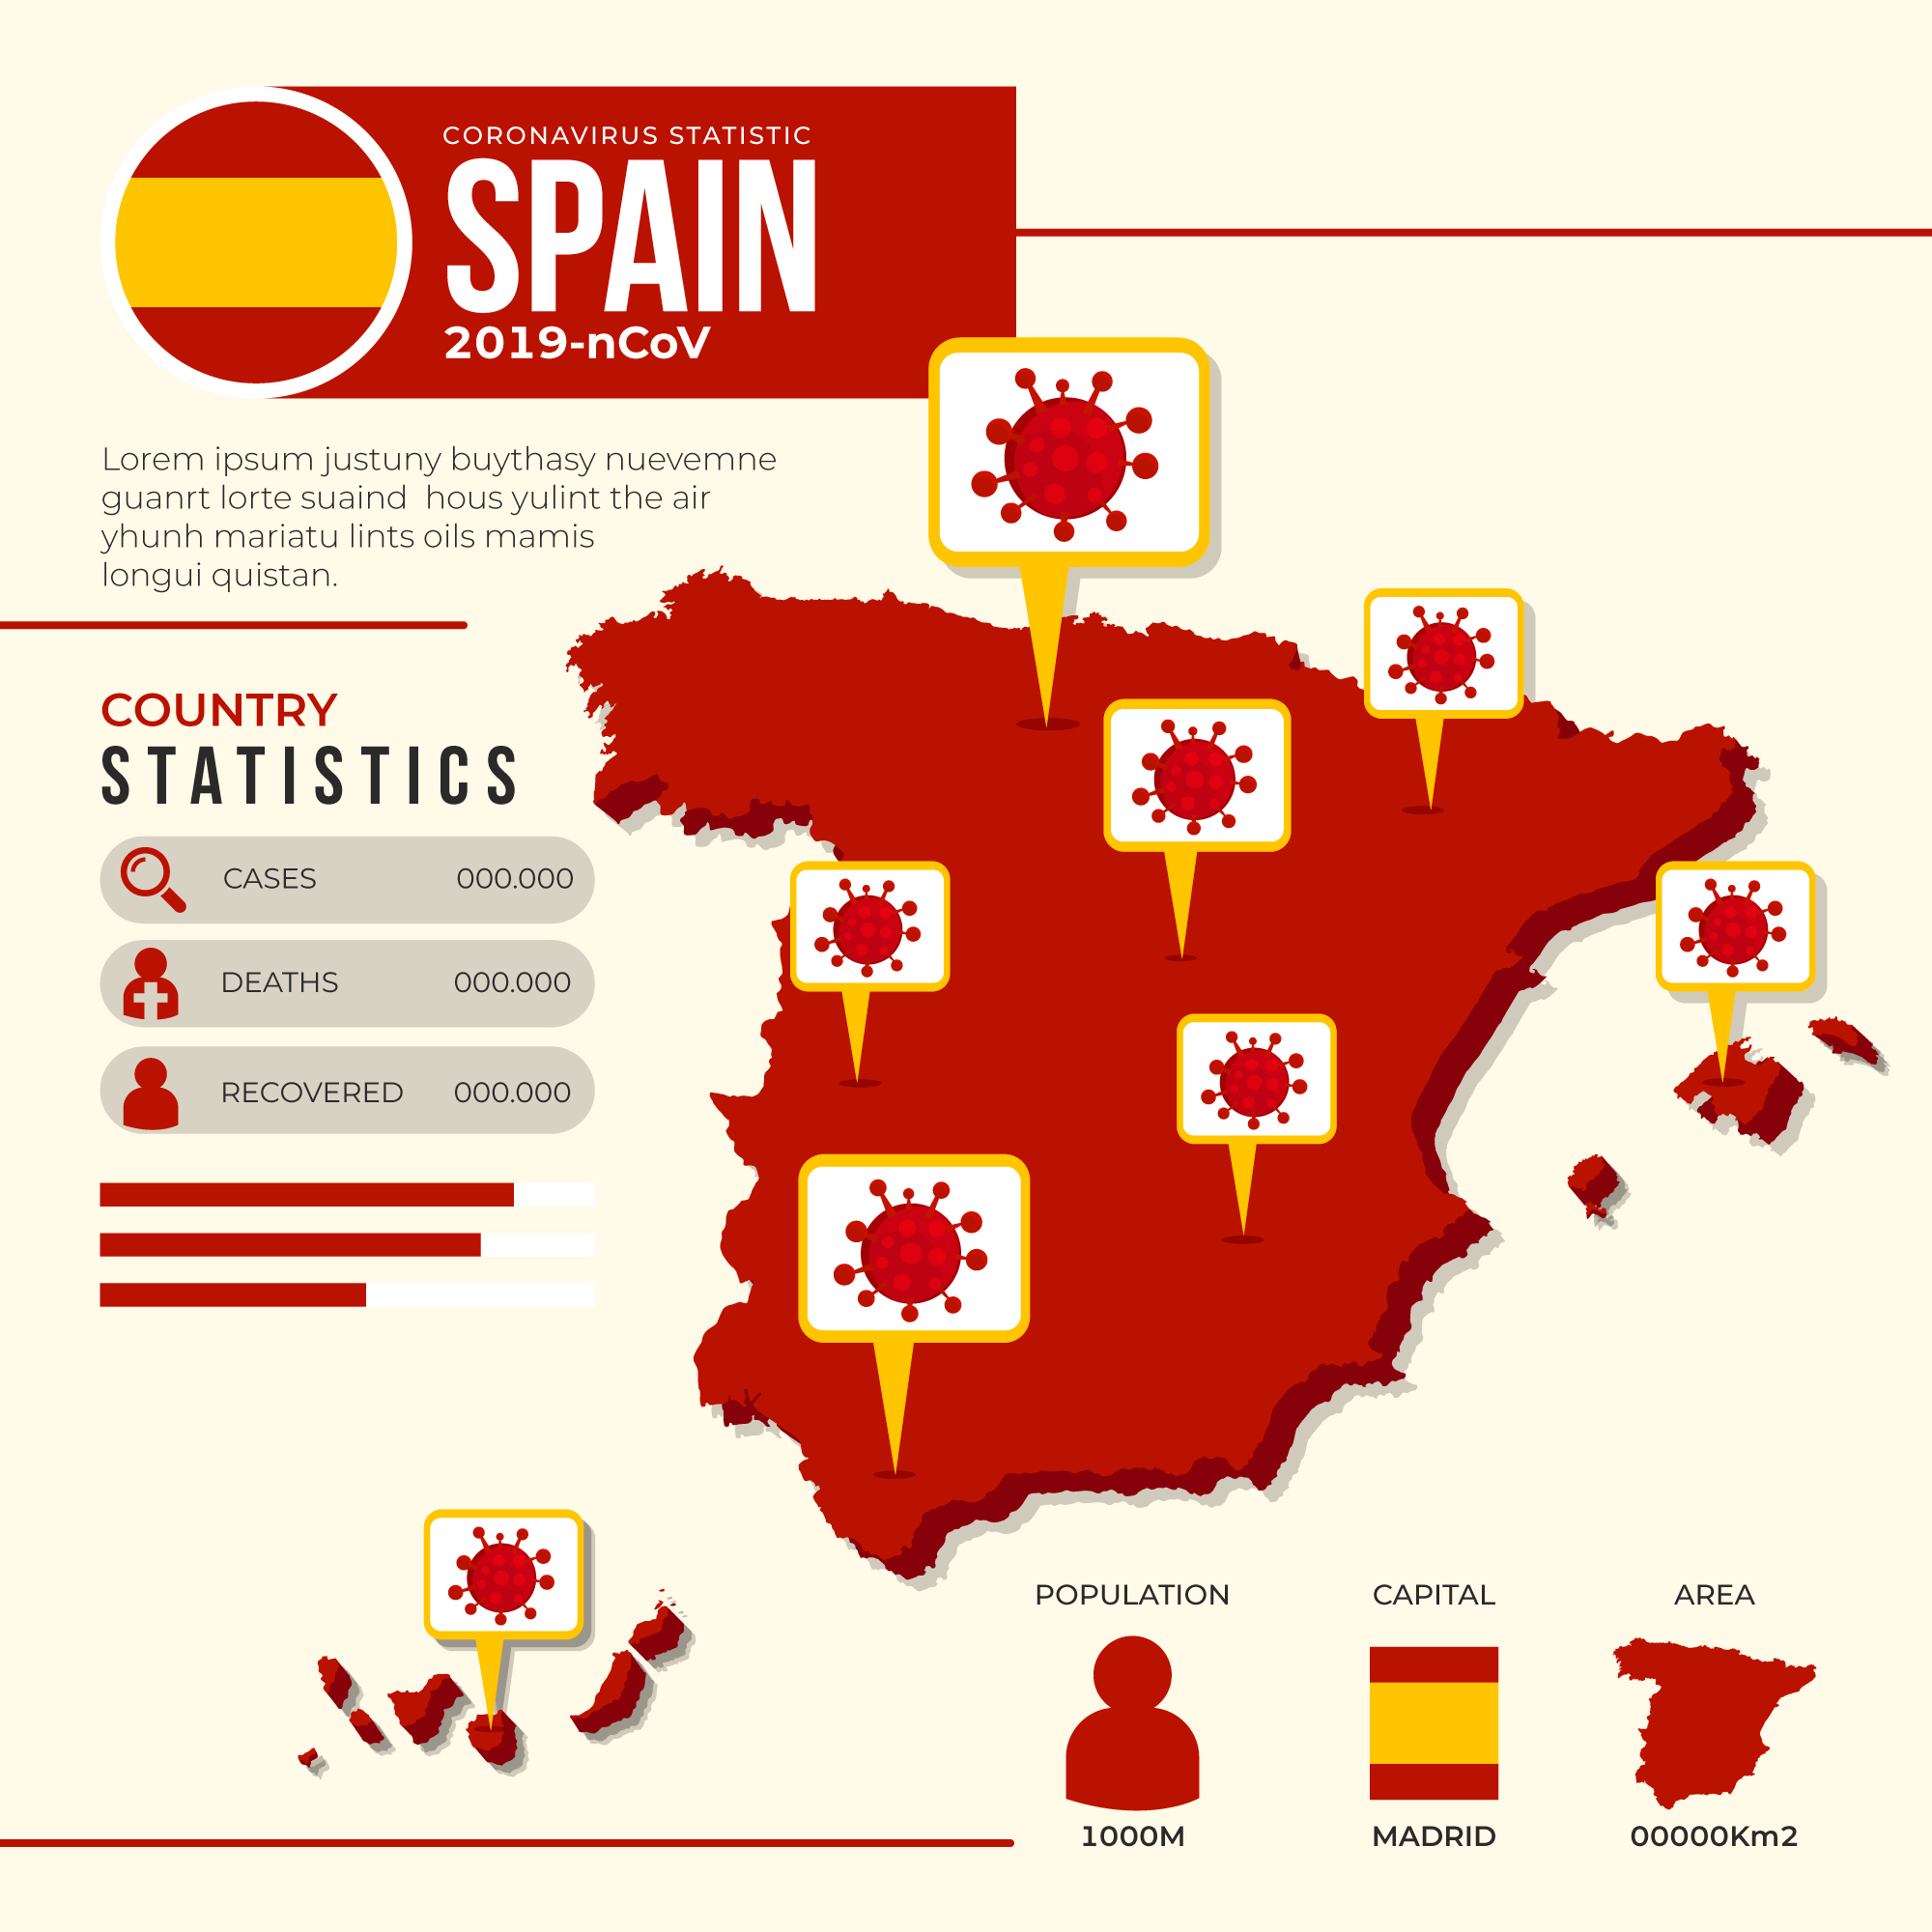 CORONAVIRUS STATISTIC
SPAIN
2019-nCoV
Lorem ipsum justuny buythasy nuevemne
guanrt lorte suaind  hous yulint the air
yhunh mariatu lints oils mamis
longui quistan.
COUNTRY
STATISTICS
CASES 000.000
DEATHS 000.000
RECOVERED 000.000
POPULATION
1000M
CAPITAL
MADRID
AREA
00000Km2